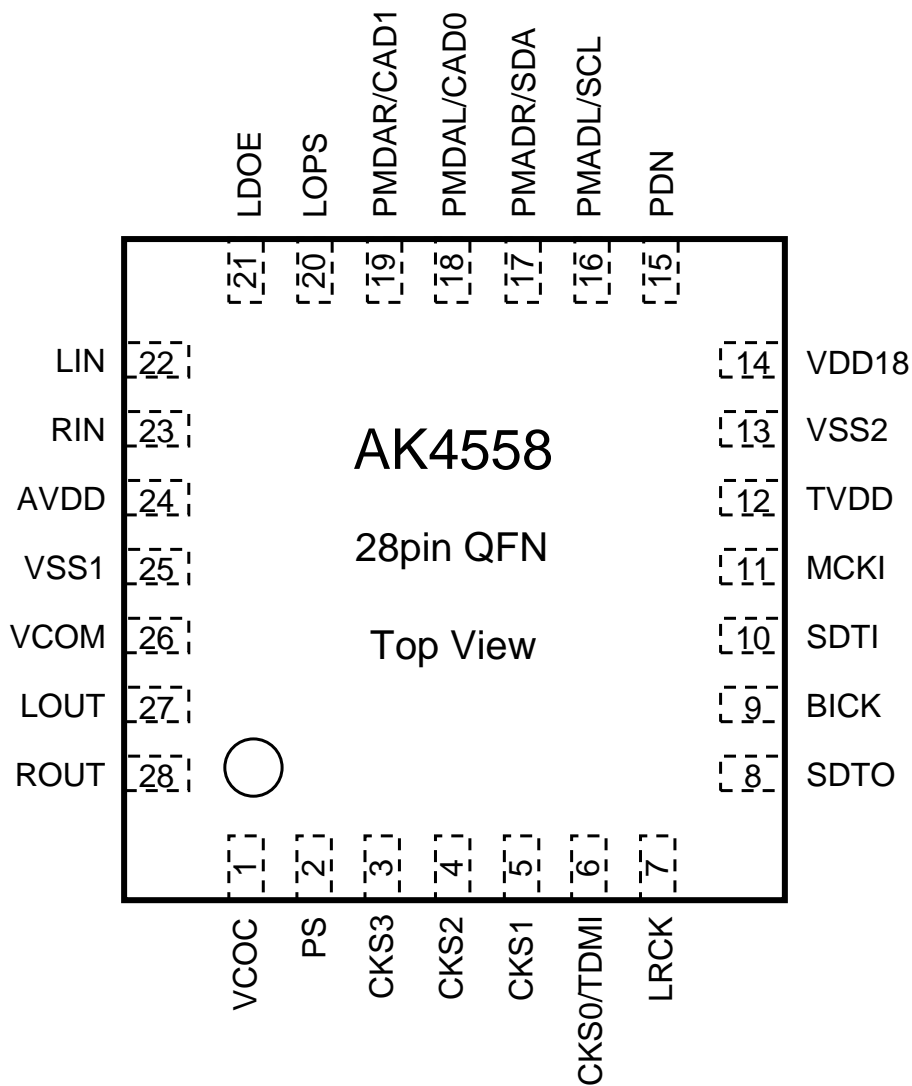 LDOE
LOPS
PMDAR/CAD1
PMDAL/CAD0
PMADR/SDA
PMADL/SCL
PDN
21
20
19
18
17
16
15
LIN
22
14
VDD18
RIN
23
13
VSS2
AVDD
24
12
TVDD
VSS1
25
11
MCKI
VCOM
26
10
SDTI
LOUT
27
9
BICK
ROUT
28
8
SDTO
AK4558
28pin QFN
Top View
1
2
3
4
5
6
7
VCOC
PS
CKS3
CKS2
CKS1
CKS0/TDMI
LRCK